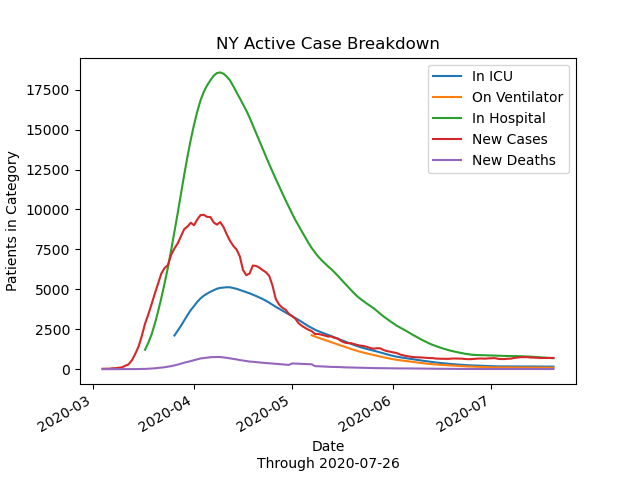 NY Active Case Breakdown
In ICU
On Ventilator
In Hospital
New Cases
New Deaths
Patients in Category
17500
15000
12500
10000
7500
5000
2500
0
2020-03
2020-04
2020-05
2020-06
2020-07
Date
Through 2020-07-26